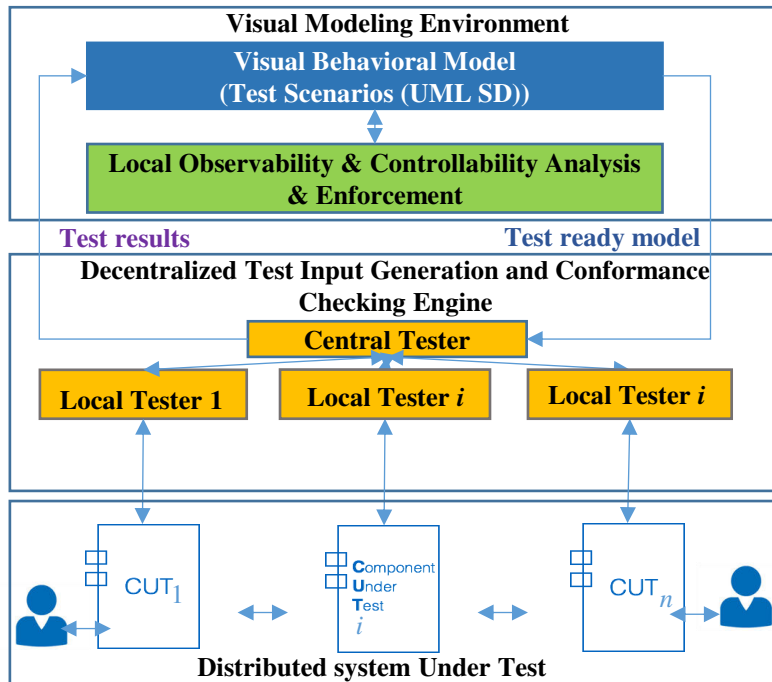 Visual Modeling Environment
Visual Behavioral Model
(Test Scenarios (UML SD))
Local Observability & Controllability Analysis
& Enforcement
Test results
Test ready model
Decentralized Test Input Generation and Conformance
Checking Engine
Central Tester
Local Tester 1
Local Tester i
Local Tester i
CUT1
Component
Under
Test
i
CUTn
Distributed system Under Test